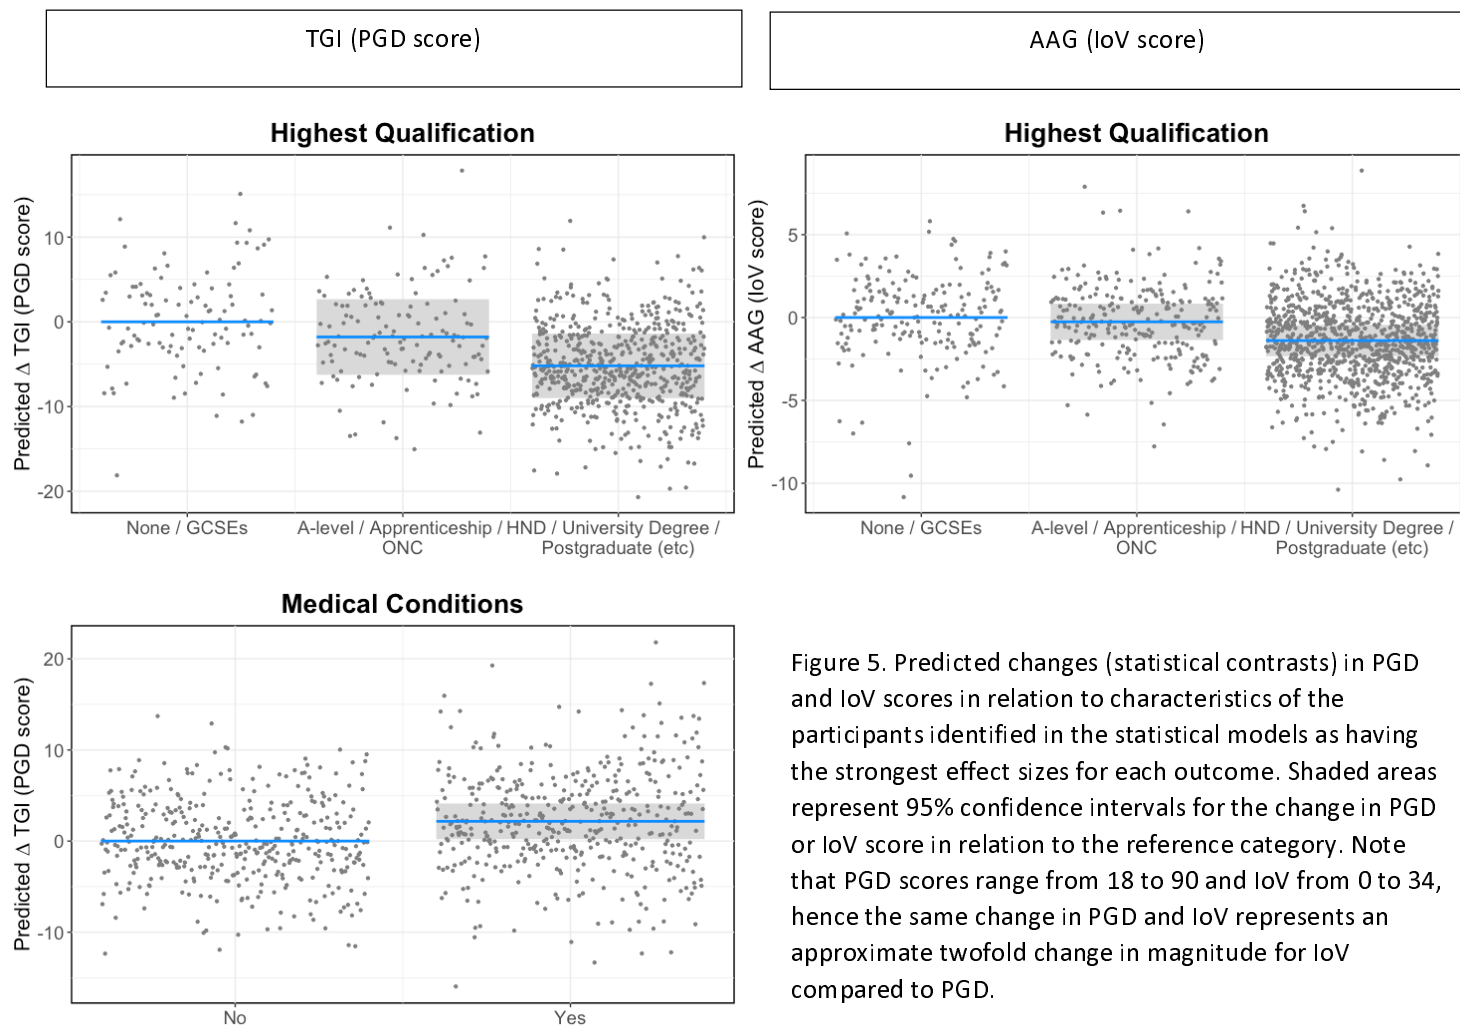 TGI (PGD score)
AAG (IoV score)
Highest Qualification
Predicted Δ TGI (PGD score)
10
0
-10
-20
None / GCSEs
A-level / Apprenticeship /
ONC
HND / University Degree /
Postgraduate (etc)
Highest Qualification
Predicted Δ AAG (IoV score)
5
0
-5
-10
None / GCSEs
A-level / Apprenticeship /
ONC
HND / University Degree /
Postgraduate (etc)
Medical Conditions
Predicted Δ TGI (PGD score)
20
10
0
-10
No
Yes
Figure 5. Predicted changes (statistical contrasts) in PGD
and IoV scores in relation to characteristics of the
participants identified in the statistical models as having
the strongest effect sizes for each outcome. Shaded areas
represent 95% confidence intervals for the change in PGD
or IoV score in relation to the reference category. Note
that PGD scores range from 18 to 90 and IoV from 0 to 34,
hence the same change in PGD and IoV represents an
approximate twofold change in magnitude for IoV
compared to PGD.